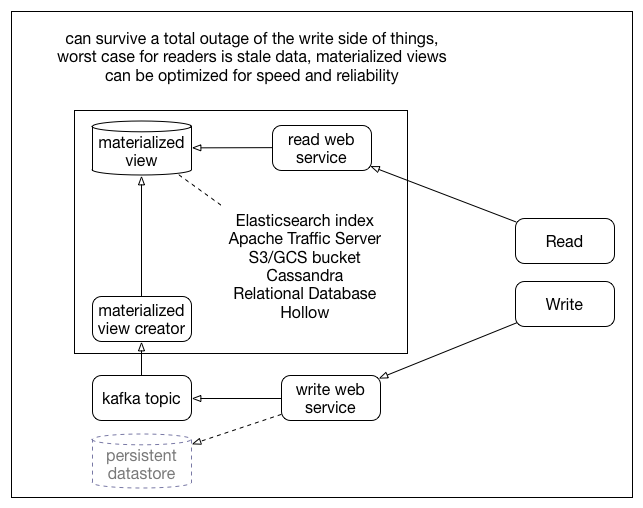 can survive a total outage of the write side of things,
worst case for readers is stale data, materialized views
can be optimized for speed and reliability
materialized
view
read web
service
Elasticsearch index
Apache Traffic Server
S3/GCS bucket
Cassandra
Relational Database
Hollow
Read
Write
materialized
view creator
kafka topic
write web
service
persistent
datastore